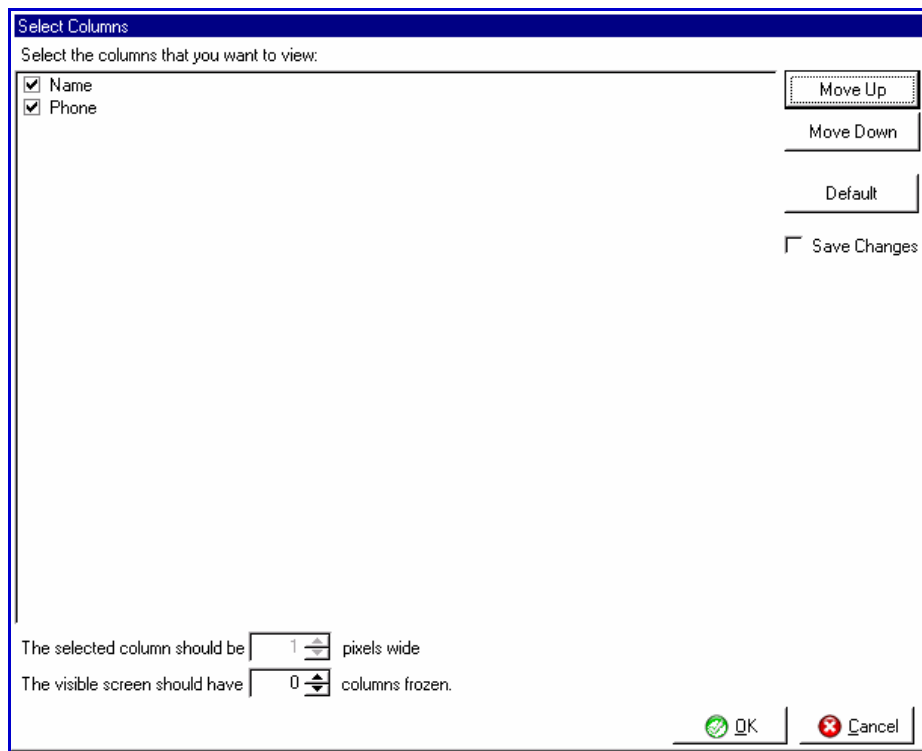 Select Columns
Select the columns that you want to view:
Name
Phone
Move Up
Move Down
Default
Save Changes
The selected column should be 1 pixels wide
The visible screen should have 0 columns frozen.
OK Cancel